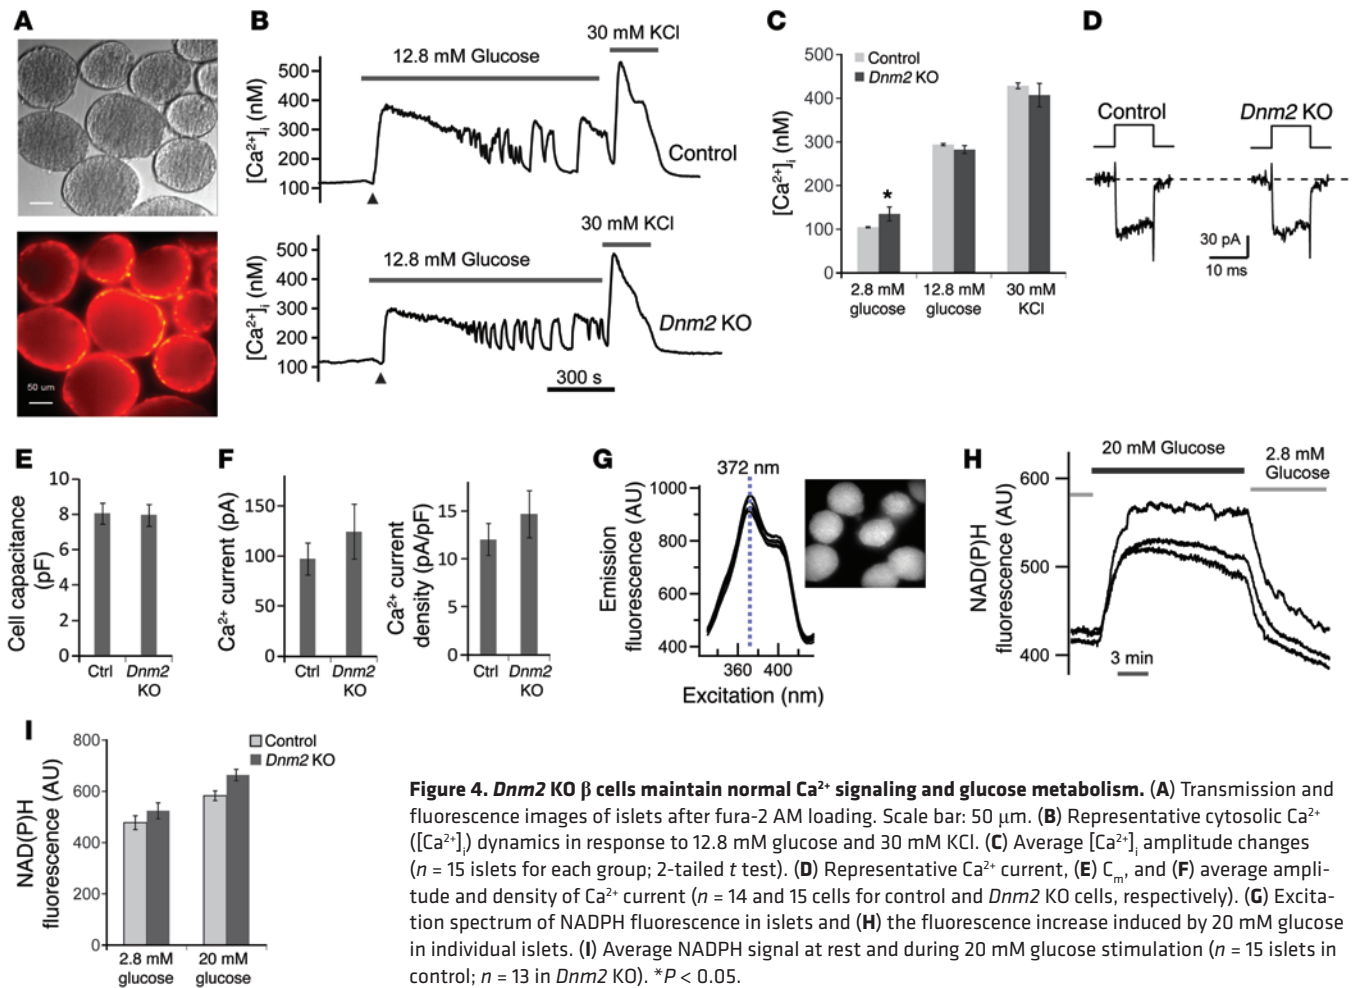 A
50 um
B
12.8 mM Glucose
30 mM KCl
[Ca²⁺]ᵢ (nM)
500
400
300
200
100
Control
12.8 mM Glucose
30 mM KCl
[Ca²⁺]ᵢ (nM)
500
400
300
200
100
Dnm2 KO
300 s
C
[Ca²⁺]ᵢ (nM)
500
400
300
200
100
0
Control
Dnm2 KO
*
2.8 mM glucose
12.8 mM glucose
30 mM KCl
D
Control
Dnm2 KO
30 pA
10 ms
E
Cell capacitance (pF)
10
8
6
4
2
0
Ctrl
Dnm2 KO
F
Ca²⁺ current (pA)
150
100
50
0
Ctrl
Dnm2 KO
Ca²⁺ current density (pA/pF)
15
10
5
0
Ctrl
Dnm2 KO
G
372 nm
Emission fluorescence (AU)
1000
800
600
400
360 400
Excitation (nm)
H
20 mM Glucose
2.8 mM Glucose
NAD(P)H fluorescence (AU)
600
500
400
3 min
I
NAD(P)H fluorescence (AU)
800
600
400
200
0
Control
Dnm2 KO
2.8 mM glucose
20 mM glucose
Figure 4. Dnm2 KO β cells maintain normal Ca²⁺ signaling and glucose metabolism. (A) Transmission and
fluorescence images of islets after fura-2 AM loading. Scale bar: 50 μm. (B) Representative cytosolic Ca²⁺
([Ca²⁺]ᵢ) dynamics in response to 12.8 mM glucose and 30 mM KCl. (C) Average [Ca²⁺]ᵢ amplitude changes
(n = 15 islets for each group; 2-tailed t test). (D) Representative Ca²⁺ current, (E) Cₘ, and (F) average ampli-
tude and density of Ca²⁺ current (n = 14 and 15 cells for control and Dnm2 KO cells, respectively). (G) Excita-
tion spectrum of NADPH fluorescence in islets and (H) the fluorescence increase induced by 20 mM glucose
in individual islets. (I) Average NADPH signal at rest and during 20 mM glucose stimulation (n = 15 islets in
control; n = 13 in Dnm2 KO). *P < 0.05.